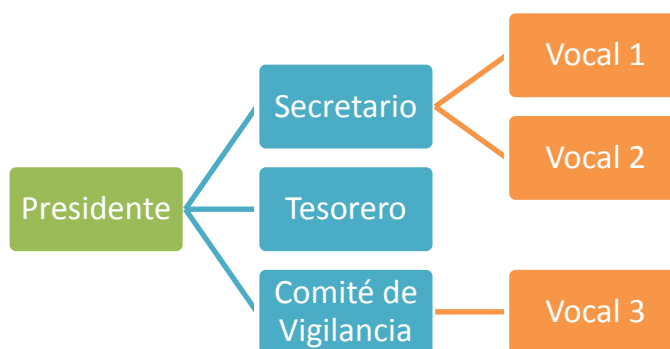 Presidente
Secretario
Vocal 1
Vocal 2
Tesorero
Comité de
Vigilancia
Vocal 3